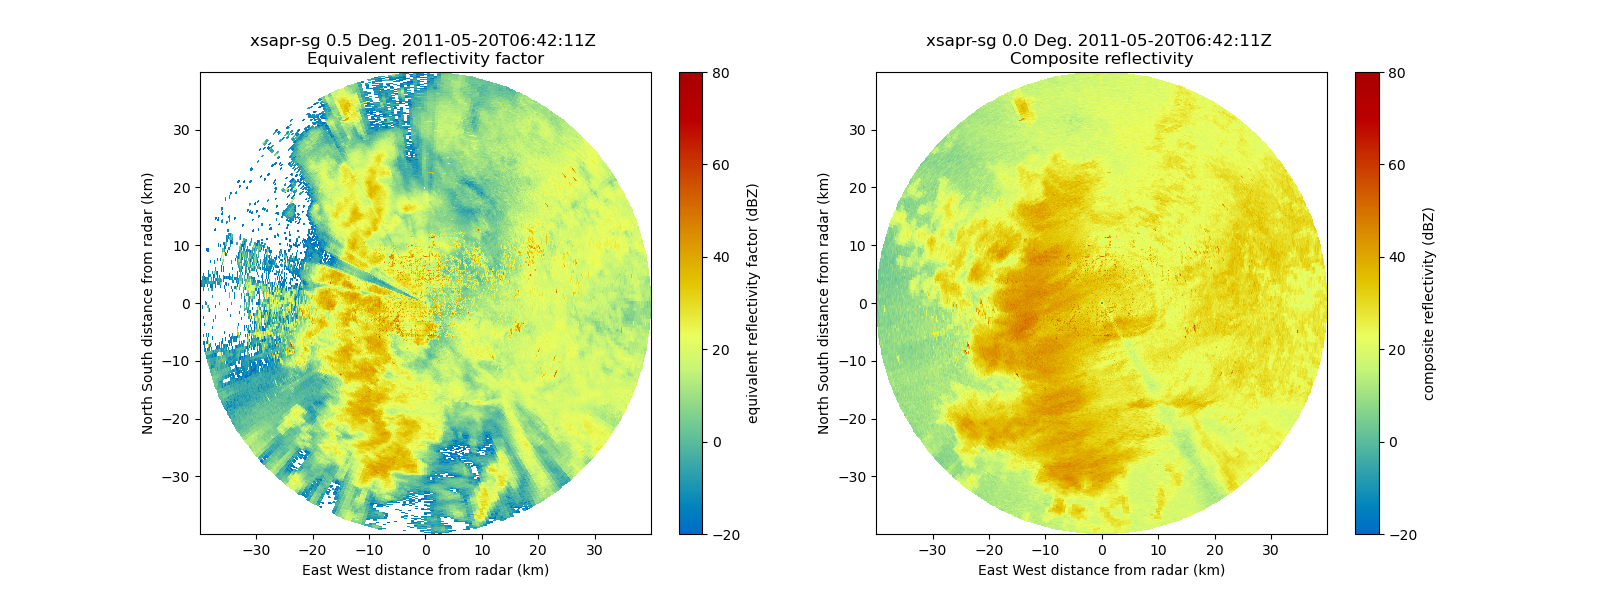 xsapr-sg 0.5 Deg. 2011-05-20T06:42:11Z
Equivalent reflectivity factor
30
20
10
0
−10
−20
−30
North South distance from radar (km)
−30 −20 −10 0 10 20 30
East West distance from radar (km)
80
60
40
20
0
−20
equivalent reflectivity factor (dBZ)
xsapr-sg 0.0 Deg. 2011-05-20T06:42:11Z
Composite reflectivity
30
20
10
0
−10
−20
−30
North South distance from radar (km)
−30 −20 −10 0 10 20 30
East West distance from radar (km)
80
60
40
20
0
−20
composite reflectivity (dBZ)